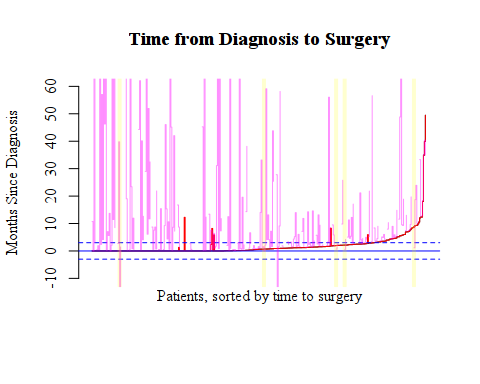 Time from Diagnosis to Surgery
Months Since Diagnosis
60
50
40
30
20
10
0
-10
Patients, sorted by time to surgery